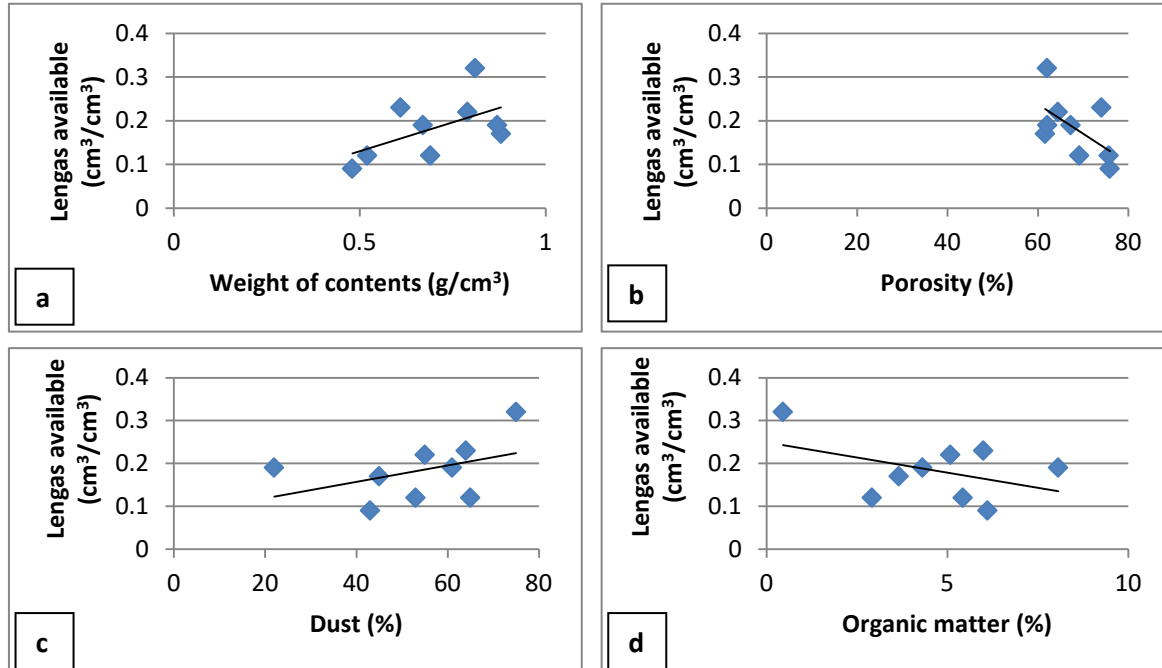 Lengas available
(cm³/cm³)
0.4
0.3
0.2
0.1
0
0
0.5
1
Weight of contents (g/cm³)
a
Lengas available
(cm³/cm³)
0.4
0.3
0.2
0.1
0
0
20
40
60
80
Porosity (%)
b
Lengas available
(cm³/cm³)
0.4
0.3
0.2
0.1
0
0
20
40
60
80
Dust (%)
c
Lengas available
(cm³/cm³)
0.4
0.3
0.2
0.1
0
0
5
10
Organic matter (%)
d